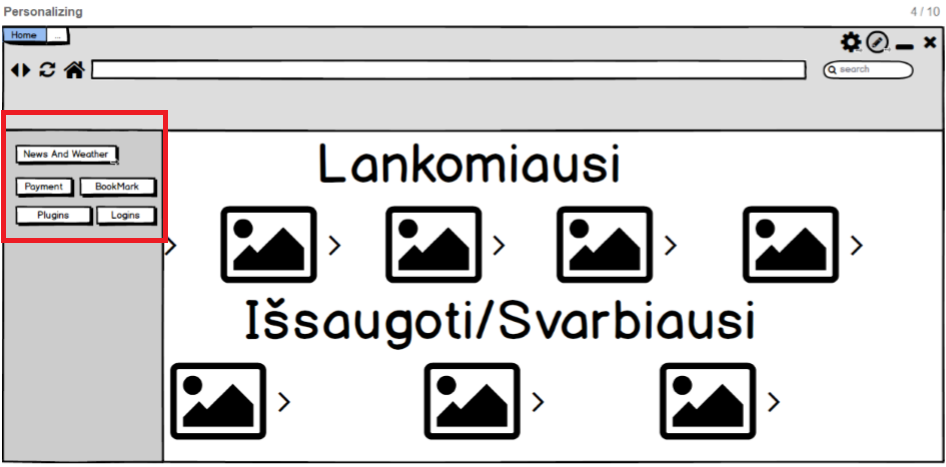 Personalizing 4 / 10
Home ...
search
News And Weather
Payment BookMark
Plugins Logins
Lankomiausi
Išsaugoti/Svarbiausi